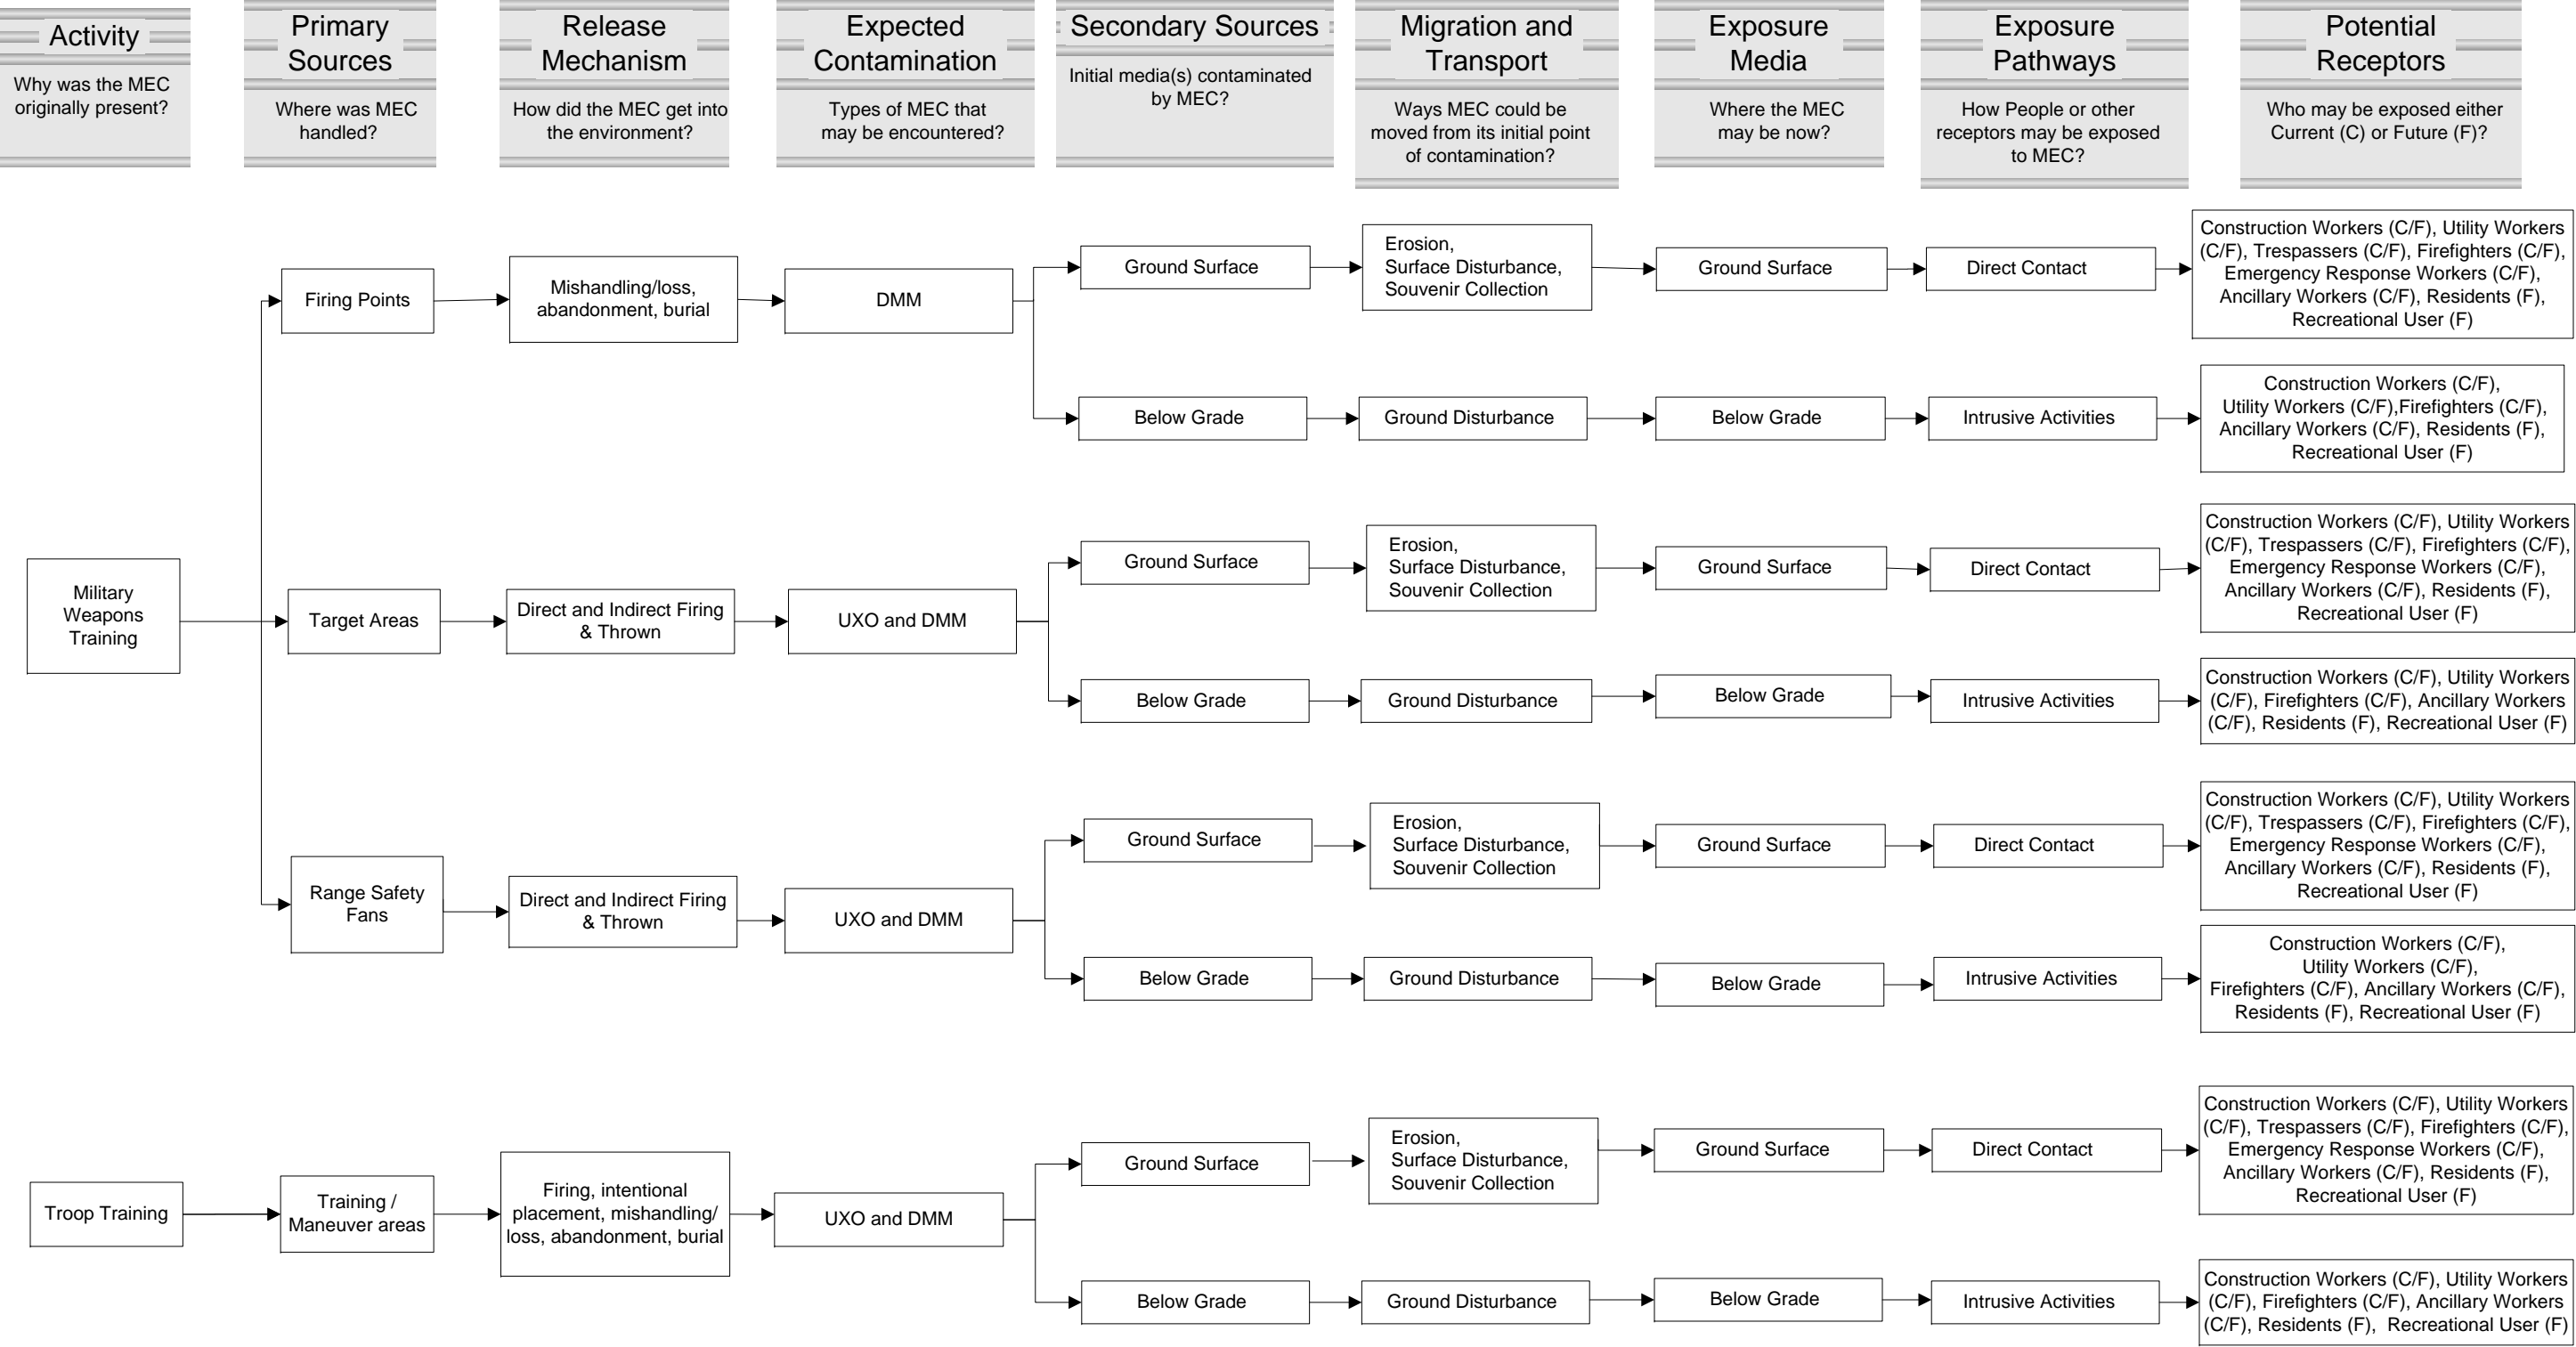 Activity
Why was the MEC
originally present?
Primary
Sources
Where was MEC
handled?
Release
Mechanism
How did the MEC get into
the environment?
Expected
Contamination
Types of MEC that
may be encountered?
Secondary Sources
Initial media(s) contaminated
by MEC?
Migration and
Transport
Ways MEC could be
moved from its initial point
of contamination?
Exposure
Media
Where the MEC
may be now?
Exposure
Pathways
How People or other
receptors may be exposed
to MEC?
Potential
Receptors
Who may be exposed either
Current (C) or Future (F)?
Military
Weapons
Training
Firing Points
Mishandling/loss,
abandonment, burial
DMM
Ground Surface
Erosion,
Surface Disturbance,
Souvenir Collection
Ground Surface
Direct Contact
Construction Workers (C/F), Utility Workers
(C/F), Trespassers (C/F), Firefighters (C/F),
Emergency Response Workers (C/F),
Ancillary Workers (C/F), Residents (F),
Recreational User (F)
Below Grade
Ground Disturbance
Below Grade
Intrusive Activities
Construction Workers (C/F),
Utility Workers (C/F),Firefighters (C/F),
Ancillary Workers (C/F), Residents (F),
Recreational User (F)
Target Areas
Direct and Indirect Firing
& Thrown
UXO and DMM
Ground Surface
Erosion,
Surface Disturbance,
Souvenir Collection
Ground Surface
Direct Contact
Construction Workers (C/F), Utility Workers
(C/F), Trespassers (C/F), Firefighters (C/F),
Emergency Response Workers (C/F),
Ancillary Workers (C/F), Residents (F),
Recreational User (F)
Below Grade
Ground Disturbance
Below Grade
Intrusive Activities
Construction Workers (C/F), Utility Workers
(C/F), Firefighters (C/F), Ancillary Workers
(C/F), Residents (F), Recreational User (F)
Range Safety
Fans
Direct and Indirect Firing
& Thrown
UXO and DMM
Ground Surface
Erosion,
Surface Disturbance,
Souvenir Collection
Ground Surface
Direct Contact
Construction Workers (C/F), Utility Workers
(C/F), Trespassers (C/F), Firefighters (C/F),
Emergency Response Workers (C/F),
Ancillary Workers (C/F), Residents (F),
Recreational User (F)
Below Grade
Ground Disturbance
Below Grade
Intrusive Activities
Construction Workers (C/F),
Utility Workers (C/F),
Firefighters (C/F), Ancillary Workers (C/F),
Residents (F), Recreational User (F)
Troop Training
Training /
Maneuver areas
Firing, intentional
placement, mishandling/
loss, abandonment, burial
UXO and DMM
Ground Surface
Erosion,
Surface Disturbance,
Souvenir Collection
Ground Surface
Direct Contact
Construction Workers (C/F), Utility Workers
(C/F), Trespassers (C/F), Firefighters (C/F),
Emergency Response Workers (C/F),
Ancillary Workers (C/F), Residents (F),
Recreational User (F)
Below Grade
Ground Disturbance
Below Grade
Intrusive Activities
Construction Workers (C/F), Utility Workers
(C/F), Firefighters (C/F), Ancillary Workers
(C/F), Residents (F), Recreational User (F)